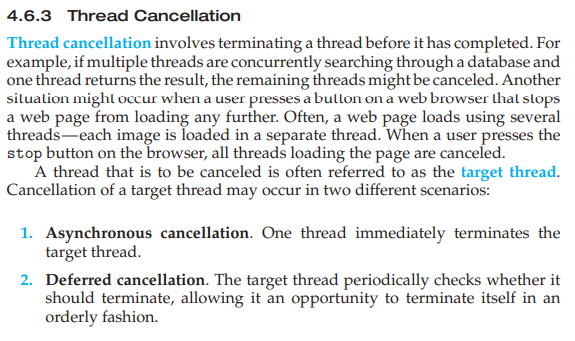 4.6.3 Thread Cancellation
Thread cancellation involves terminating a thread before it has completed. For
example, if multiple threads are concurrently searching through a database and
one thread returns the result, the remaining threads might be canceled. Another
situation might occur when a user presses a button on a web browser that stops
a web page from loading any further. Often, a web page loads using several
threads—each image is loaded in a separate thread. When a user presses the
stop button on the browser, all threads loading the page are canceled.
A thread that is to be canceled is often referred to as the target thread.
Cancellation of a target thread may occur in two different scenarios:
1. Asynchronous cancellation. One thread immediately terminates the
target thread.
2. Deferred cancellation. The target thread periodically checks whether it
should terminate, allowing it an opportunity to terminate itself in an
orderly fashion.